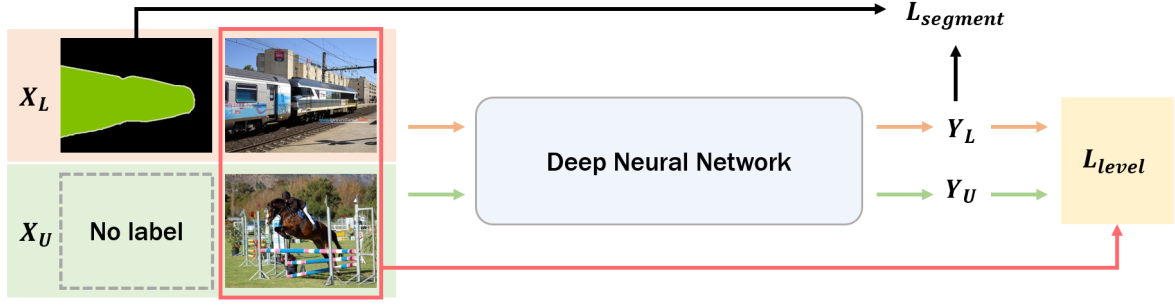 L_segment
X_L
Deep Neural Network
Y_L
L_level
X_U
No label
Y_U